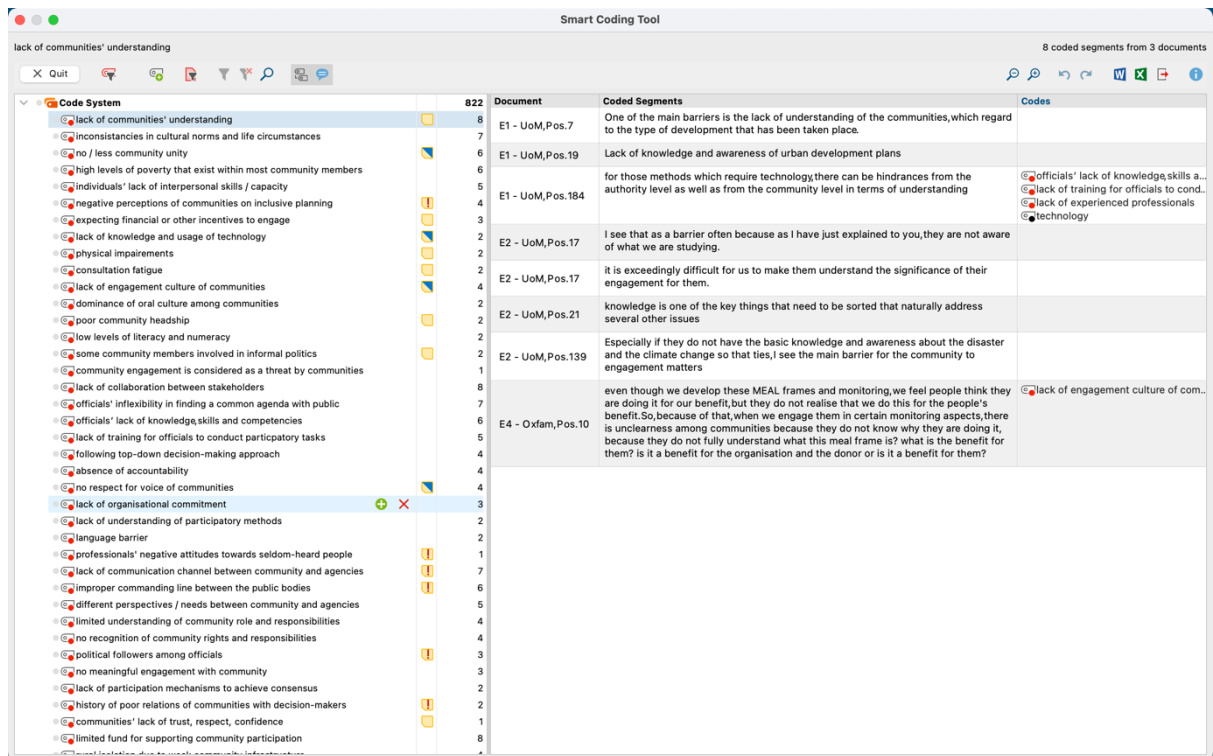 Smart Coding Tool
lack of communities' understanding
8 coded segments from 3 documents
X Quit
Code System 822
lack of communities' understanding 8
inconsistancies in cultural norms and life circumstances 7
no / less community unity 6
high levels of poverty that exist within most community members 6
individuals' lack of interpersonal skills / capacity 5
negative perceptions of communities on inclusive planning 4
expecting financial or other incentives to engage 3
lack of knowledge and usage of technology 2
physical impairements 2
consultation fatigue 2
lack of engagement culture of communities 4
dominance of oral culture among communities 2
poor community headship 2
low levels of literacy and numeracy 2
some community members involved in informal politics 2
community engagement is considered as a threat by communities 1
lack of collaboration between stakeholders 8
officials' inflexibility in finding a common agenda with public 7
officials' lack of knowledge,skills and competencies 6
lack of training for officials to conduct particpatory tasks 5
following top-down decision-making approach 4
absence of accountability 4
no respect for voice of communities 4
lack of organisational commitment 3
lack of understanding of participatory methods 2
language barrier 2
professionals' negative attitudes towards seldom-heard people 1
lack of communication channel between community and agencies 7
improper commanding line between the public bodies 6
different perspectives / needs between community and agencies 5
limited understanding of community role and responsibilities 4
no recognition of community rights and responsibilities 4
political followers among officials 3
no meaningful engagement with community 3
lack of participation mechanisms to achieve consensus 2
history of poor relations of communities with decision-makers 2
communities' lack of trust, respect, confidence 1
limited fund for supporting community participation 8
Document Coded Segments Codes
E1 - UoM,Pos.7
One of the main barriers is the lack of understanding of the communities,which regard
to the type of development that has been taken place.
E1 - UoM,Pos.19
Lack of knowledge and awareness of urban development plans
E1 - UoM,Pos.184
for those methods which require technology,there can be hindrances from the
authority level as well as from the community level in terms of understanding
officials' lack of knowledge,skills a...
lack of training for officials to cond...
lack of experienced professionals
technology
E2 - UoM,Pos.17
I see that as a barrier often because as I have just explained to you,they are not aware
of what we are studying.
E2 - UoM,Pos.17
it is exceedingly difficult for us to make them understand the significance of their
engagement for them.
E2 - UoM,Pos.21
knowledge is one of the key things that need to be sorted that naturally address
several other issues
E2 - UoM,Pos.139
Especially if they do not have the basic knowledge and awareness about the disaster
and the climate change so that ties,I see the main barrier for the community to
engagement matters
E4 - Oxfam,Pos.10
even though we develop these MEAL frames and monitoring,we feel people think they
are doing it for our benefit,but they do not realise that we do this for the people's
benefit.So,because of that,when we engage them in certain monitoring aspects,there
is unclearness among communities because they do not know why they are doing it,
because they do not fully understand what this meal frame is? what is the benefit for
them? is it a benefit for the organisation and the donor or is it a benefit for them?
lack of engagement culture of com...